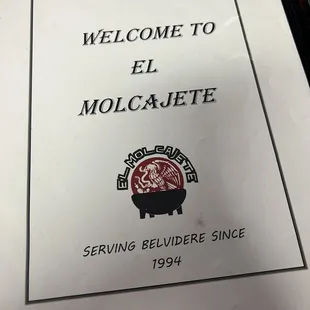 WELCOME TO
EL
MOLCAJETE
EL MOLCAJETE
SERVING BELVIDERE SINCE
1994